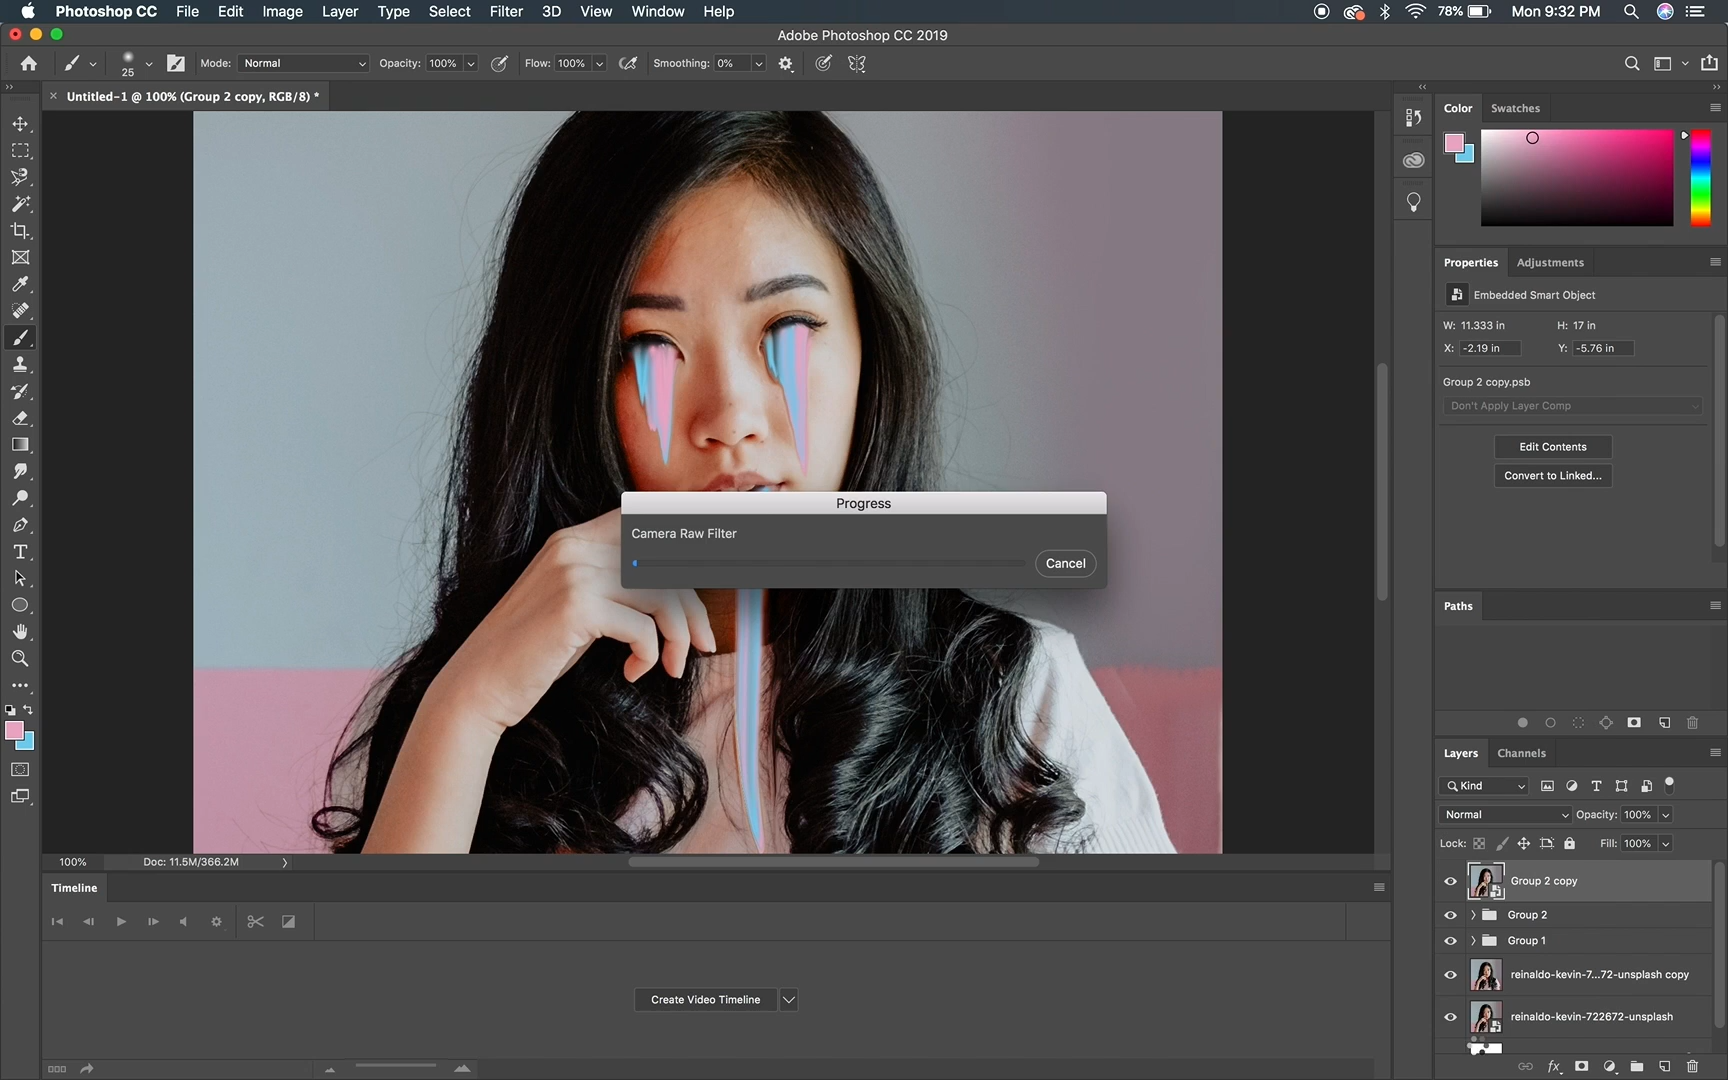 Photoshop CC File Edit Image Layer Type Select Filter 3D View Window Help 78% Mon 9:32 PM
Adobe Photoshop CC 2019
25 Mode: Normal Opacity: 100% Flow: 100% Smoothing: 0%
Untitled-1 @ 100% (Group 2 copy, RGB/8) *
Color Swatches
Properties Adjustments
Embedded Smart Object
W: 11.333 in H: 17 in
X: -2.19 in Y: -5.76 in
Group 2 copy.psb
Don't Apply Layer Comp
Edit Contents
Convert to Linked...
Progress
Camera Raw Filter
Cancel
Paths
Layers Channels
Kind
Normal Opacity: 100%
Lock: Fill: 100%
Group 2 copy
Group 2
Group 1
reinaldo-kevin-7...72-unsplash copy
reinaldo-kevin-722672-unsplash
100% Doc: 11.5M/366.2M
Timeline
Create Video Timeline